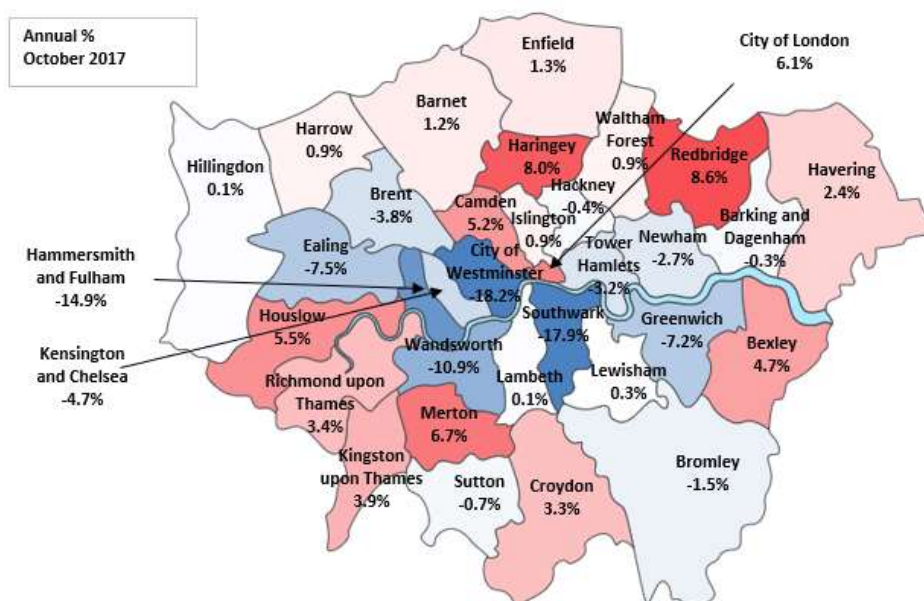 Annual %
October 2017
Enfield
1.3%
City of London
6.1%
Barnet
1.2%
Harrow
0.9%
Hillingdon
0.1%
Haringey
8.0%
Waltham
Forest
0.9%
Redbridge
8.6%
Havering
2.4%
Brent
-3.8%
Camden
5.2%
Hackney
-0.4%
Islington
0.9%
Barking and
Dagenham
-0.3%
Newham
-2.7%
Tower
Hamlets
-3.2%
Ealing
-7.5%
City of
Westminster
-18.2%
Hammersmith
and Fulham
-14.9%
Kensington
and Chelsea
-4.7%
Houslow
5.5%
Southwark
-17.9%
Greenwich
-7.2%
Bexley
4.7%
Wandsworth
-10.9%
Lambeth
0.1%
Lewisham
0.3%
Richmond upon
Thames
3.4%
Merton
6.7%
Kingston
upon Thames
3.9%
Sutton
-0.7%
Croydon
3.3%
Bromley
-1.5%